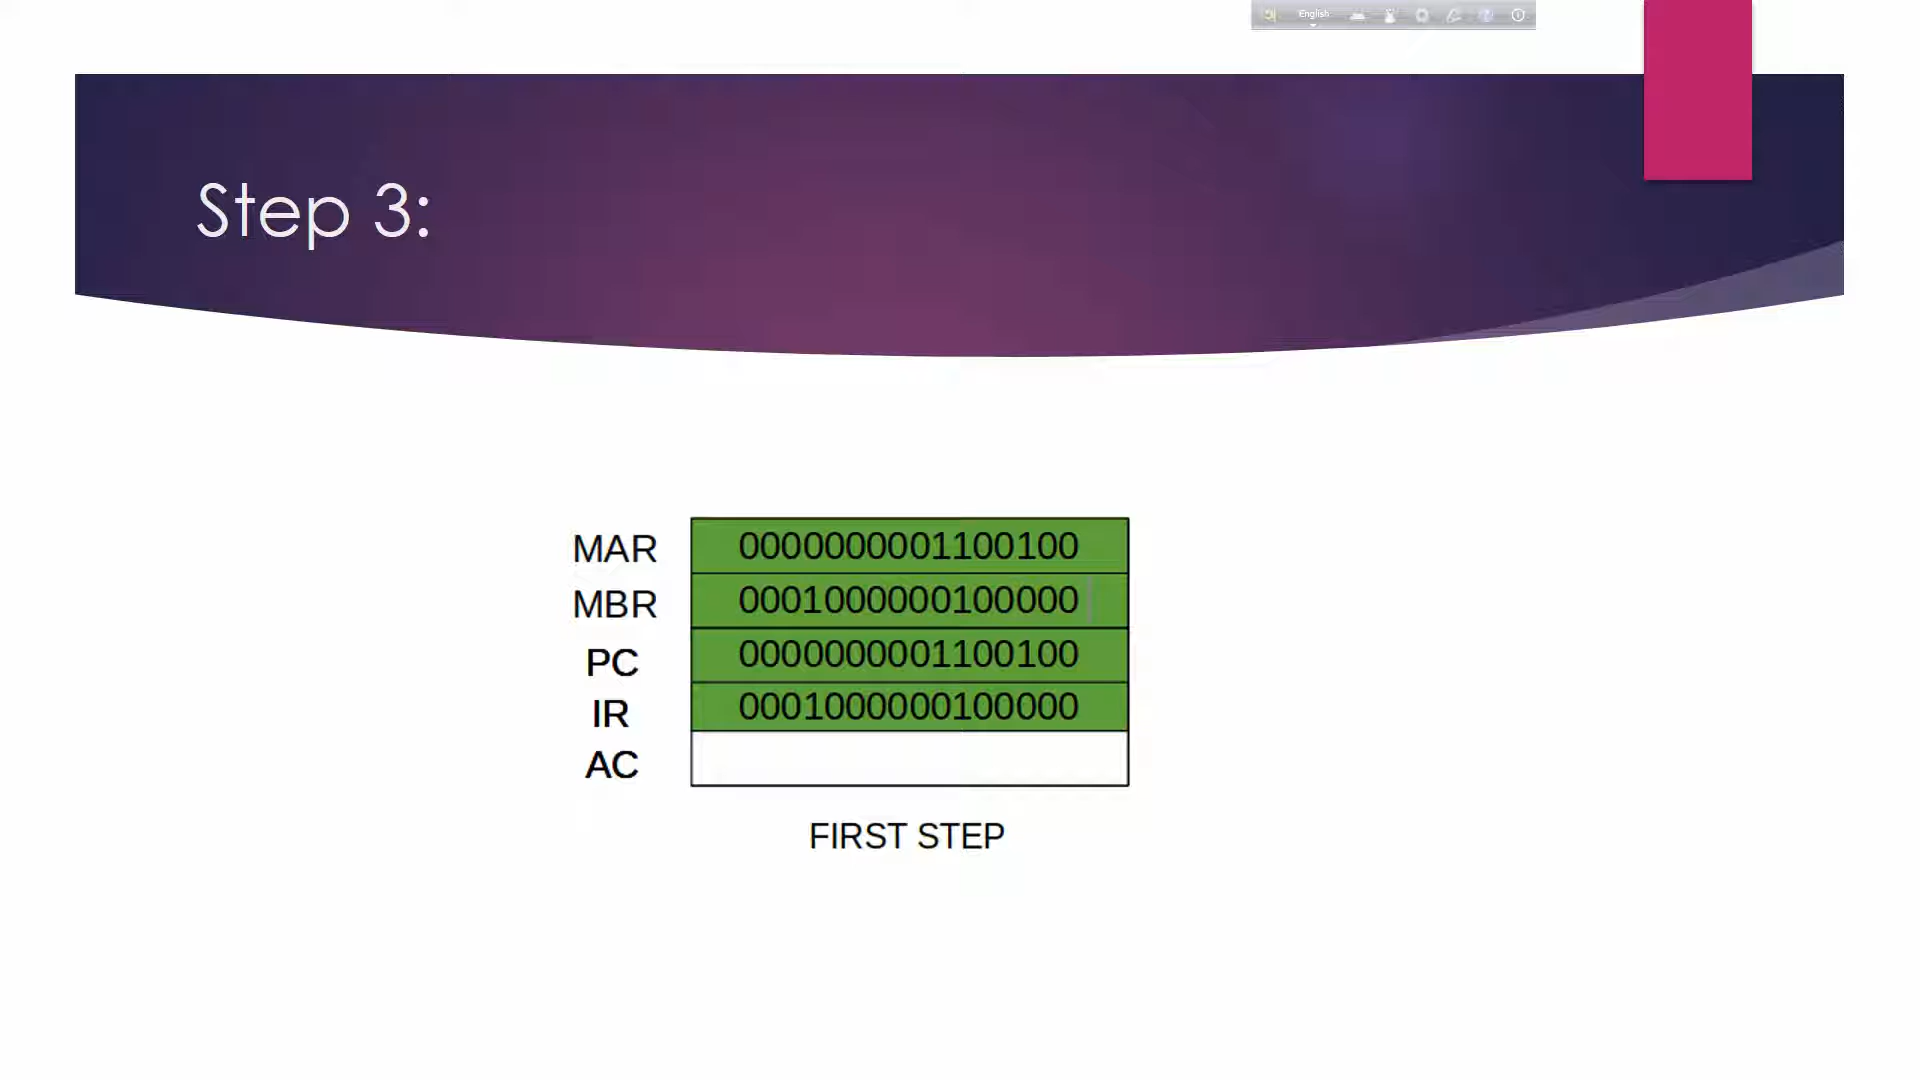 English
Step 3:
MAR 0000000001100100
MBR 0001000000100000
PC 0000000001100100
IR 0001000000100000
AC
FIRST STEP